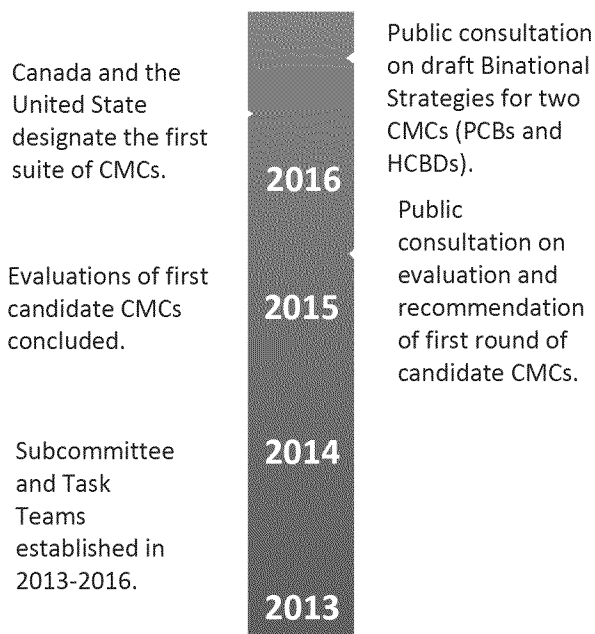 Canada and the
United State
designate the first
suite of CMCs.
Public consultation
on draft Binational
Strategies for two
CMCs (PCBs and
HCBDs).
2016
Public
consultation on
evaluation and
recommendation
of first round of
candidate CMCs.
Evaluations of first
candidate CMCs
concluded.
2015
2014
Subcommittee
and Task
Teams
established in
2013-2016.
2013